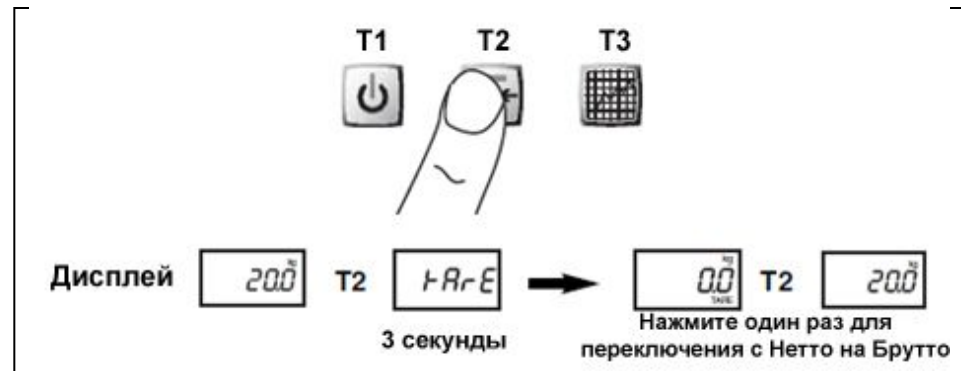 T1 T2 T3
Дисплей 20.0 kg T2 tArE 0.0 kg TARE T2 20.0 kg
3 секунды
Нажмите один раз для
переключения с Нетто на Брутто